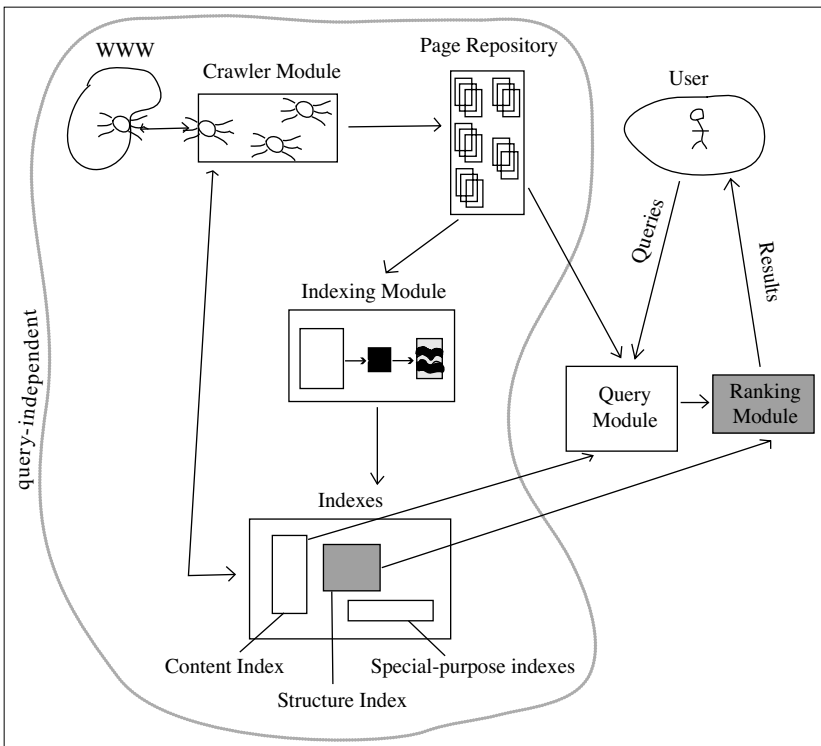 WWW
Crawler Module
Page Repository
User
Queries
Results
Indexing Module
query-independent
Query
Module
Ranking
Module
Indexes
Content Index
Special-purpose indexes
Structure Index